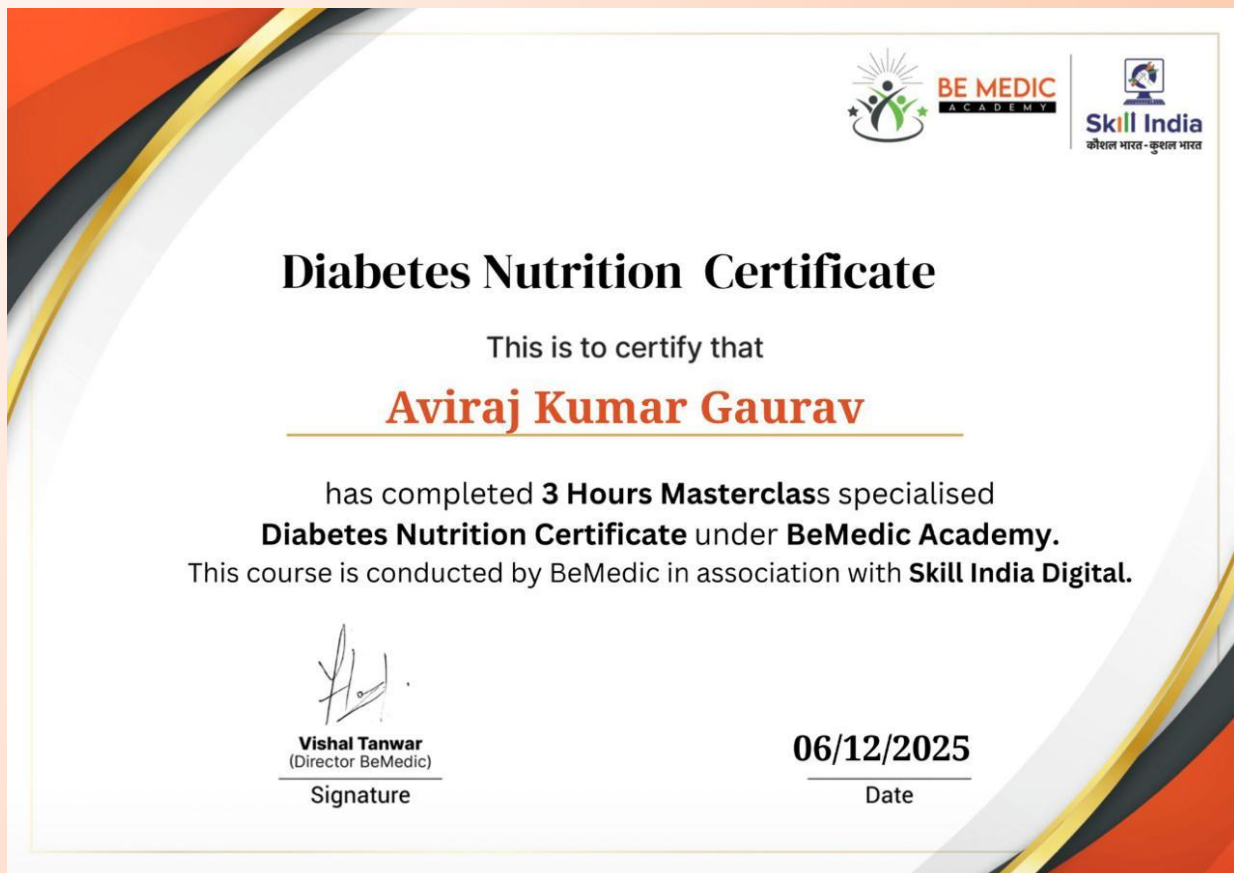 BE MEDIC
ACADEMY
Skill India
कौशल भारत-कुशल भारत
Diabetes Nutrition Certificate
This is to certify that
Aviraj Kumar Gaurav
has completed 3 Hours Masterclass specialised
Diabetes Nutrition Certificate under BeMedic Academy.
This course is conducted by BeMedic in association with Skill India Digital.
Vishal Tanwar
(Director BeMedic)
Signature
06/12/2025
Date